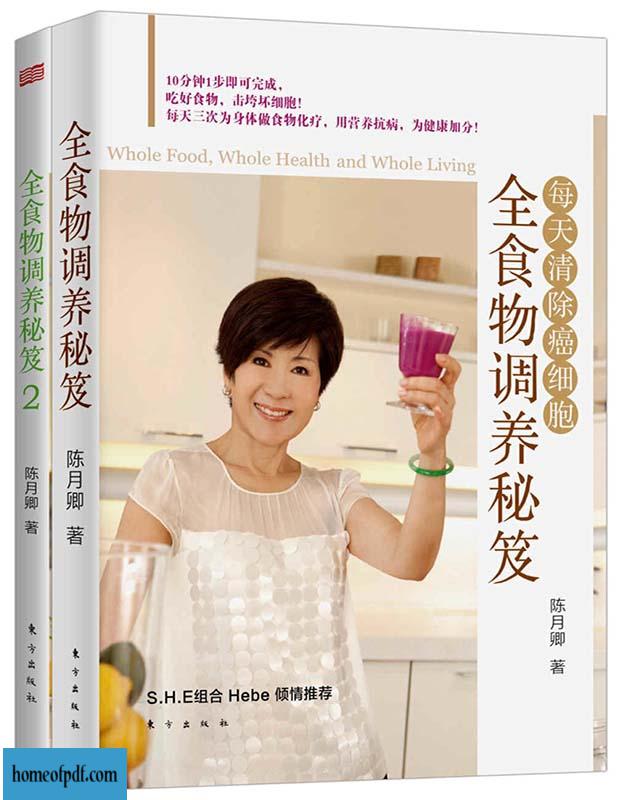 10分钟1步即可完成，
吃好食物，击垮坏细胞！
每天三次为身体做食物化疗，用营养抗病，为健康加分！
Whole Food, Whole Health and Whole Living
每天清除癌细胞
全食物调养秘笈
陈月卿 著
S.H.E组合 Hebe 倾情推荐
東方出版社
全食物调养秘笈
陈月卿 著
東方出版社
全食物调养秘笈2
陈月卿 著
東方出版社
homeofpdf.com